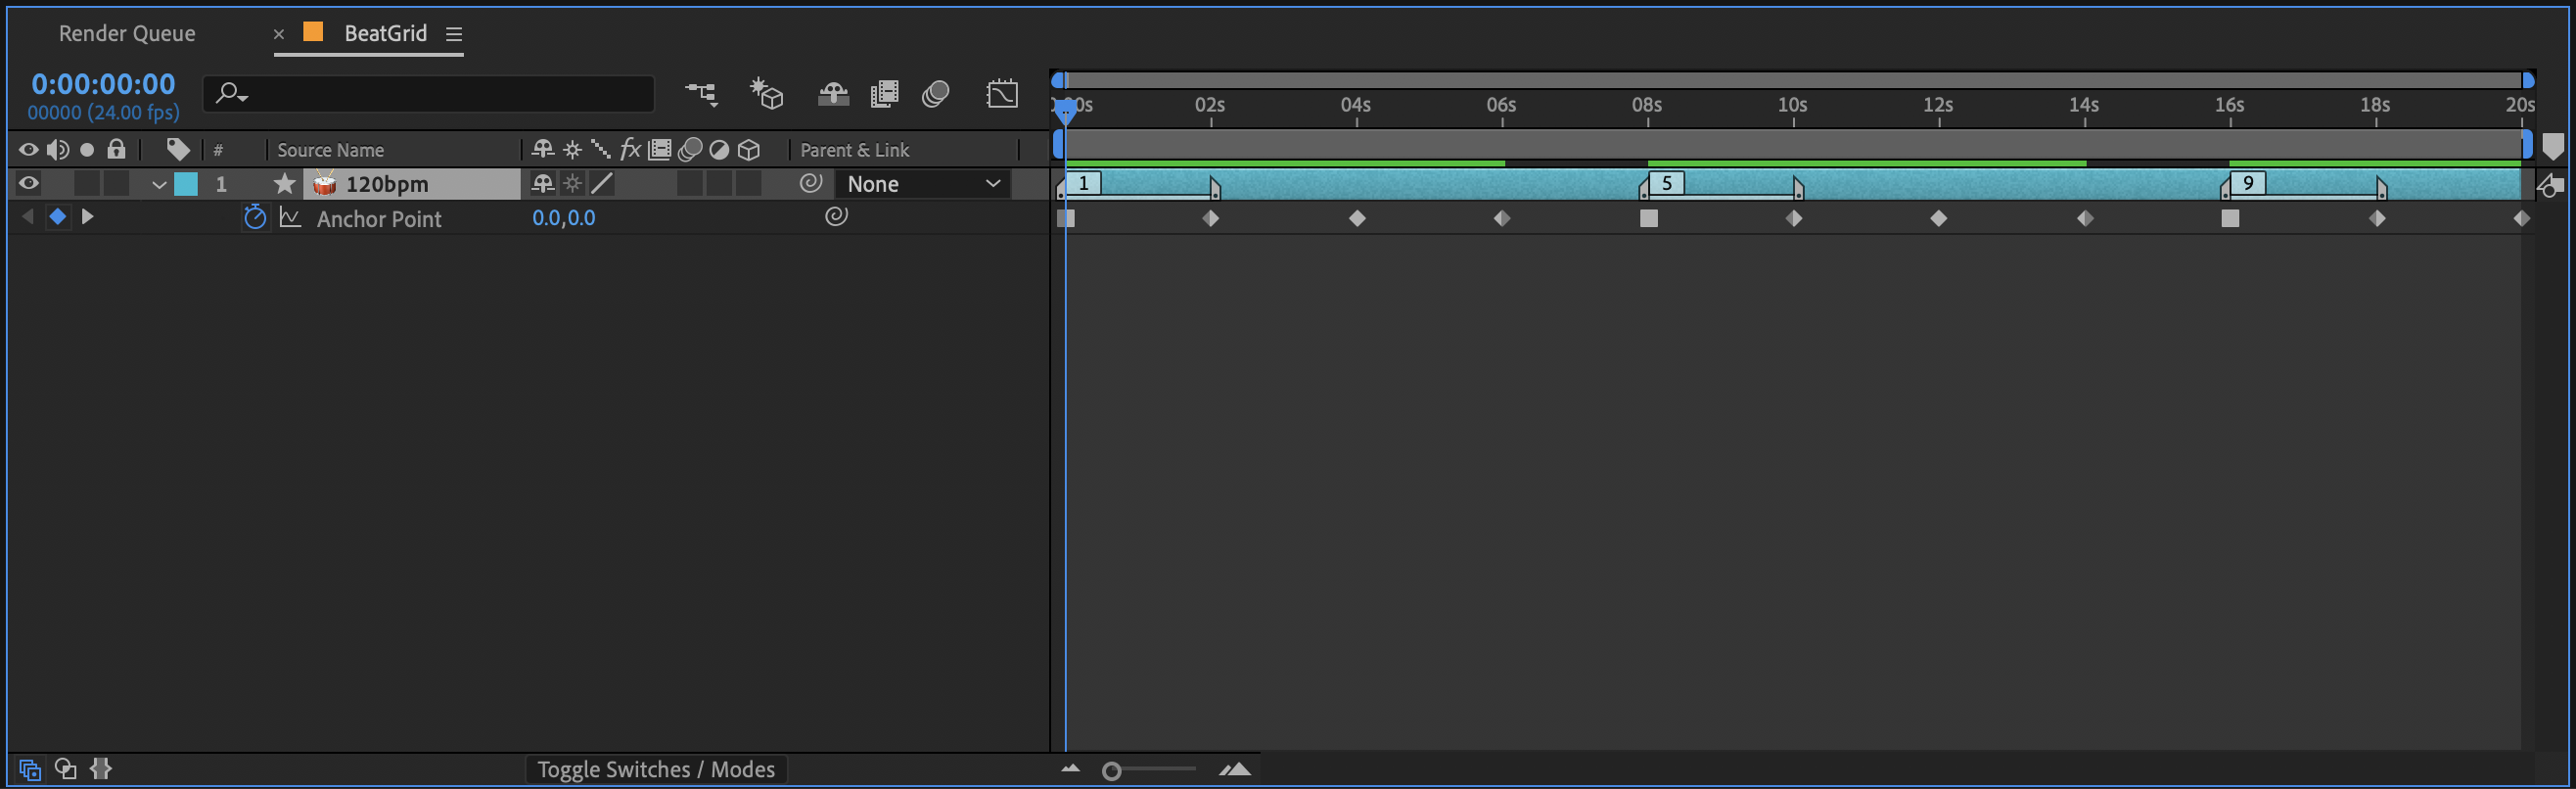 Render Queue
× BeatGrid
0:00:00:00
00000 (24.00 fps)
:00s 02s 04s 06s 08s 10s 12s 14s 16s 18s 20s
# Source Name fx Parent & Link
1 120bpm None
1 5 9
Anchor Point 0.0,0.0
Toggle Switches / Modes